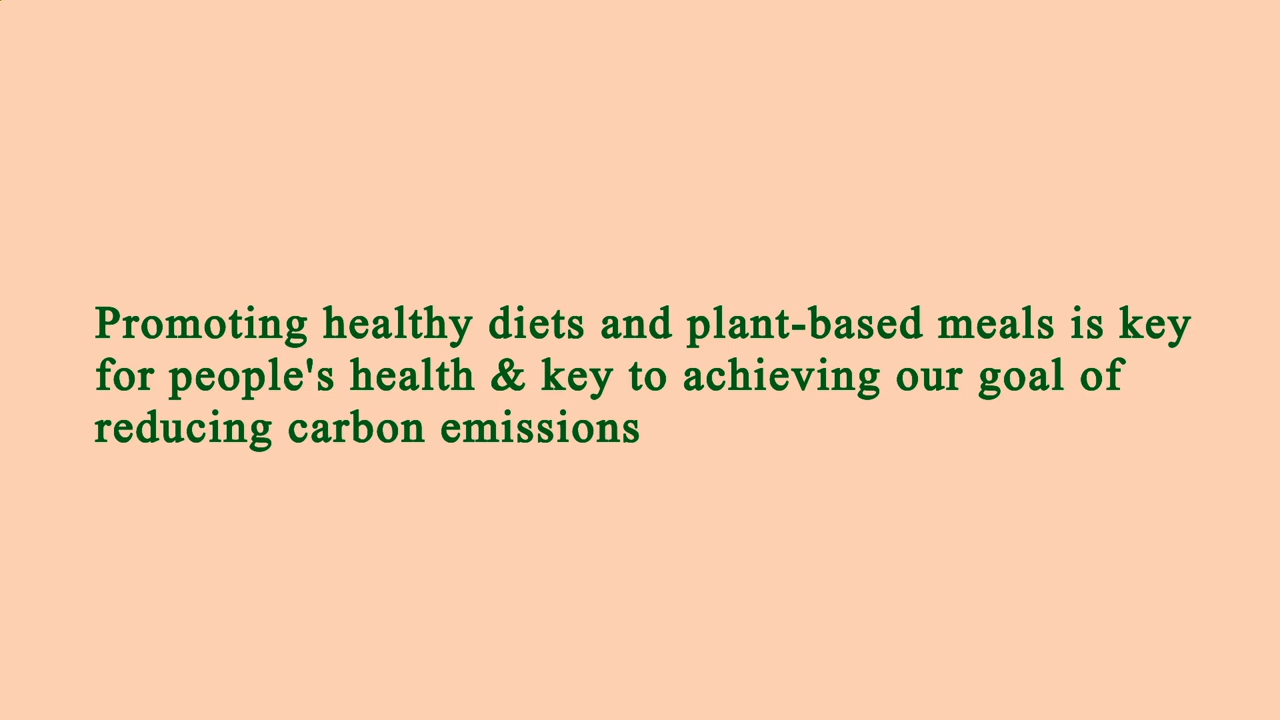 Promoting healthy diets and plant-based meals is key
for people's health & key to achieving our goal of
reducing carbon emissions